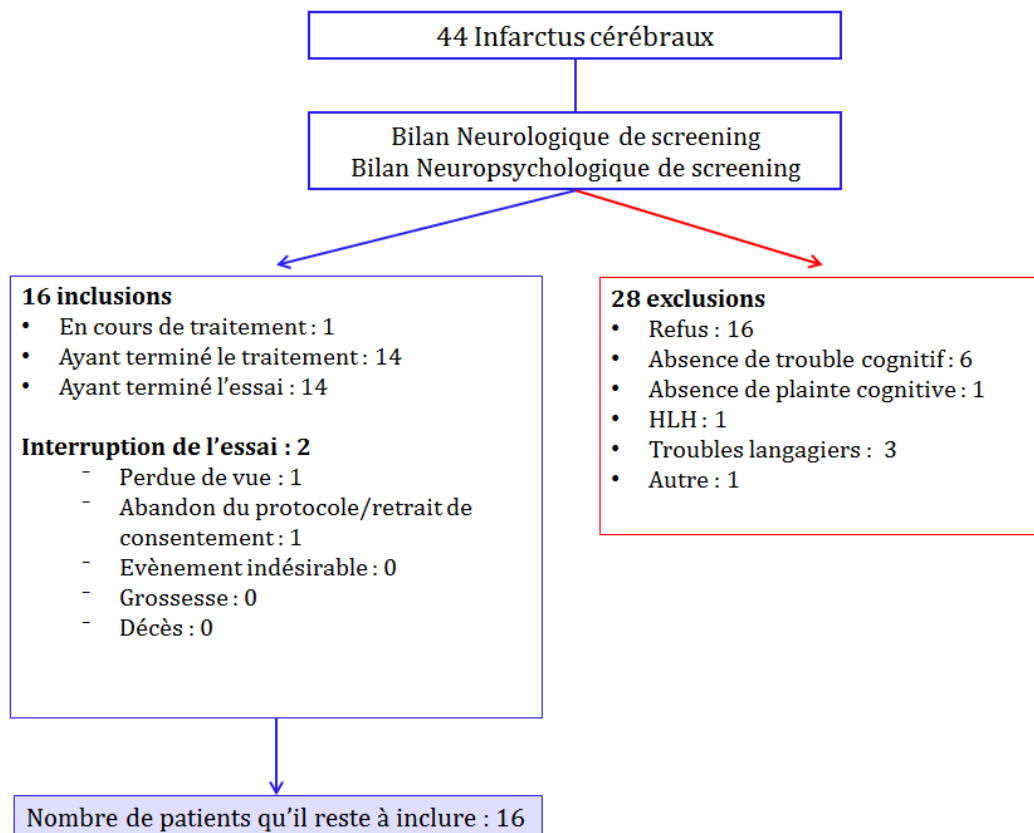 44 Infarctus cérébraux
Bilan Neurologique de screening
Bilan Neuropsychologique de screening
16 inclusions
• En cours de traitement : 1
• Ayant terminé le traitement : 14
• Ayant terminé l’essai : 14
Interruption de l’essai : 2
- Perdue de vue : 1
- Abandon du protocole/retrait de
consentement : 1
- Evènement indésirable : 0
- Grossesse : 0
- Décès : 0
28 exclusions
• Refus : 16
• Absence de trouble cognitif : 6
• Absence de plainte cognitive : 1
• HLH : 1
• Troubles langagiers : 3
• Autre : 1
Nombre de patients qu’il reste à inclure : 16